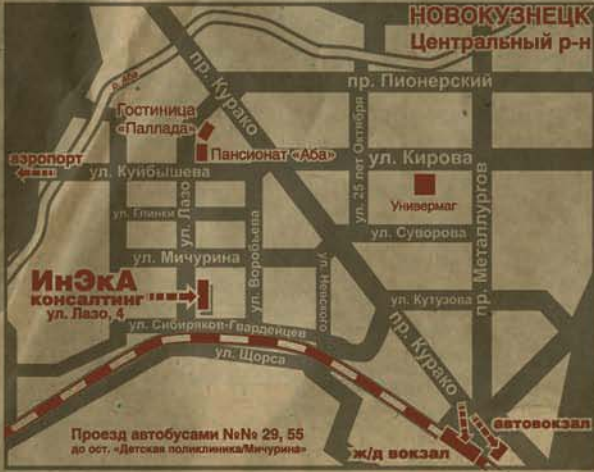 НОВОКУЗНЕЦК
Центральный р-н
р. Аба
пр. Курако
пр. Пионерский
Гостиница
«Паллада»
Пансионат «Аба»
аэропорт
ул. Куйбышева
ул. 25 лет Октября
ул. Кирова
Универмаг
пр. Металлургов
ул. Глинки
ул. Лазо
ул. Воробьева
ул. Суворова
ул. Мичурина
ул. Невского
ИнЭкА
консалтинг
ул. Лазо, 4
ул. Кутузова
ул. Сибиряков-Гвардейцев
пр. Курако
ул. Щорса
автовокзал
Проезд автобусами №№ 29, 55
до ост. «Детская поликлиника/Мичурина»
ж/д вокзал